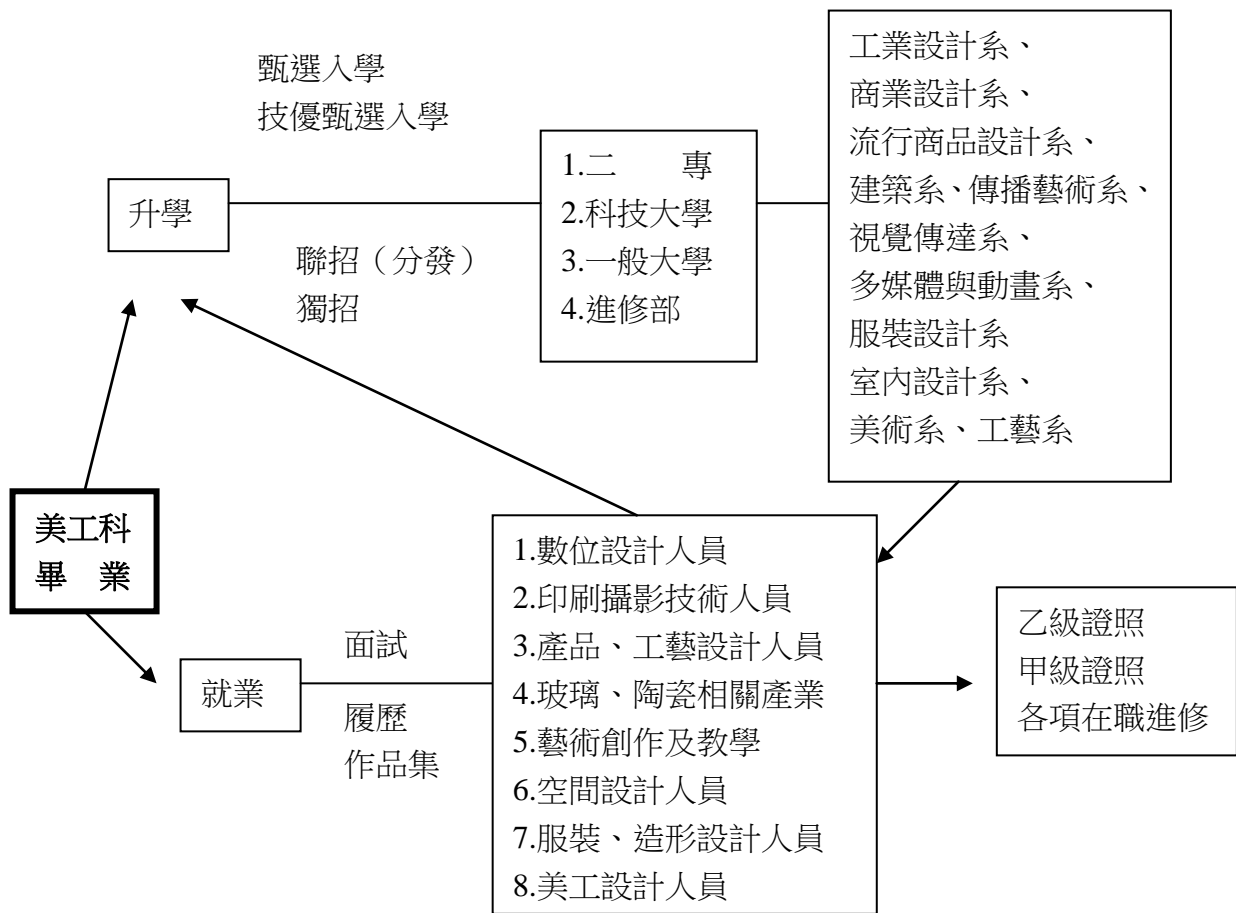 甄選入學
技優甄選入學
升學
聯招（分發）
獨招
1.二　　專
2.科技大學
3.一般大學
4.進修部
工業設計系、
商業設計系、
流行商品設計系、
建築系、傳播藝術系、
視覺傳達系、
多媒體與動畫系、
服裝設計系
室內設計系、
美術系、工藝系
美工科
畢　業
就業
面試
履歷
作品集
1.數位設計人員
2.印刷攝影技術人員
3.產品、工藝設計人員
4.玻璃、陶瓷相關產業
5.藝術創作及教學
6.空間設計人員
7.服裝、造形設計人員
8.美工設計人員
乙級證照
甲級證照
各項在職進修